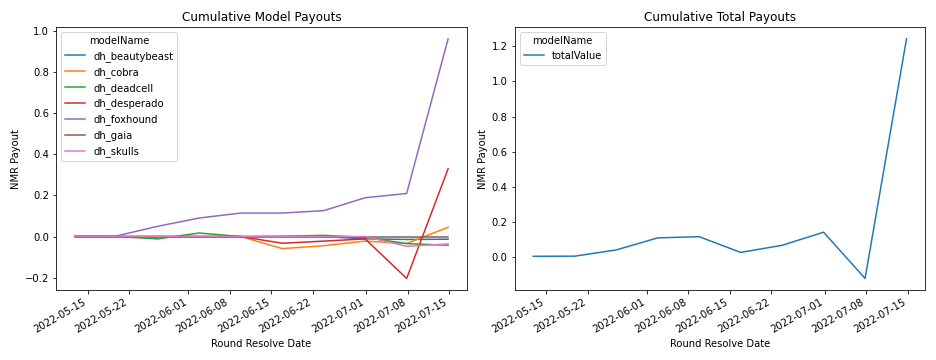 Cumulative Model Payouts
NMR Payout
1.0
0.8
0.6
0.4
0.2
0.0
−0.2
modelName
dh_beautybeast
dh_cobra
dh_deadcell
dh_desperado
dh_foxhound
dh_gaia
dh_skulls
2022-05-15
2022-05-22
2022-06-01
2022-06-08
2022-06-15
2022-06-22
2022-07-01
2022-07-08
2022-07-15
Round Resolve Date
Cumulative Total Payouts
NMR Payout
1.2
1.0
0.8
0.6
0.4
0.2
0.0
modelName
totalValue
2022-05-15
2022-05-22
2022-06-01
2022-06-08
2022-06-15
2022-06-22
2022-07-01
2022-07-08
2022-07-15
Round Resolve Date